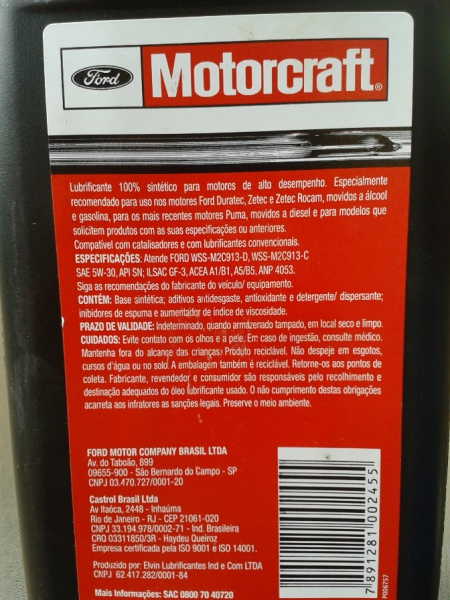 Ford Motorcraft®
Lubrificante 100% sintético para motores de alto desempenho. Especialmente
recomendado para uso nos motores Ford Duratec, Zetec e Zetec Rocam, movidos a álcool
e gasolina, para os mais recentes motores Puma, movidos a diesel e para modelos que
solicitem produtos com as suas especificações ou anteriores.
Compatível com catalisadores e com lubrificantes convencionais.
ESPECIFICAÇÕES: Atende FORD WSS-M2C913-D, WSS-M2C913-C
SAE 5W-30, API SN; ILSAC GF-3, ACEA A1/B1, A5/B5, ANP 4053.
Siga as recomendações do fabricante do veículo/ equipamento.
CONTÉM: Base sintética; aditivos antidesgaste, antioxidante e detergente/ dispersante;
inibidores de espuma e aumentador de índice de viscosidade.
PRAZO DE VALIDADE: Indeterminado, quando armazenado tampado, em local seco e limpo.
CUIDADOS: Evite contato com os olhos e a pele. Em caso de ingestão, consulte médico.
Mantenha fora do alcance das crianças. Produto reciclável. Não despeje em esgotos,
cursos d'água ou no solo. A embalagem também é reciclável. Retorne-os aos pontos de
coleta. Fabricante, revendedor e consumidor são responsáveis pelo recolhimento e
destinação adequados do óleo lubrificante usado. O não cumprimento destas obrigações
acarreta aos infratores as sanções legais. Preserve o meio ambiente.
FORD MOTOR COMPANY BRASIL LTDA
Av. do Taboão, 899
09655-900 - São Bernardo do Campo - SP
CNPJ 03.470.727/0001-20
Castrol Brasil Ltda
Av Itaóca, 2448 - Inhaúma
Rio de Janeiro - RJ - CEP 21061-020
CNPJ 33.194.978/0002-71 - Ind. Brasileira
CRQ 03311850/3R - Haydeu Queiroz
Empresa certificada pela ISO 9001 é ISO 14001.
Produzido por: Elvin Lubrificantes Ind e Com LTDA
CNPJ 62.417.282/0001-84
Mais Informações: SAC 0800 70 40720
7 891281 002455
P006757